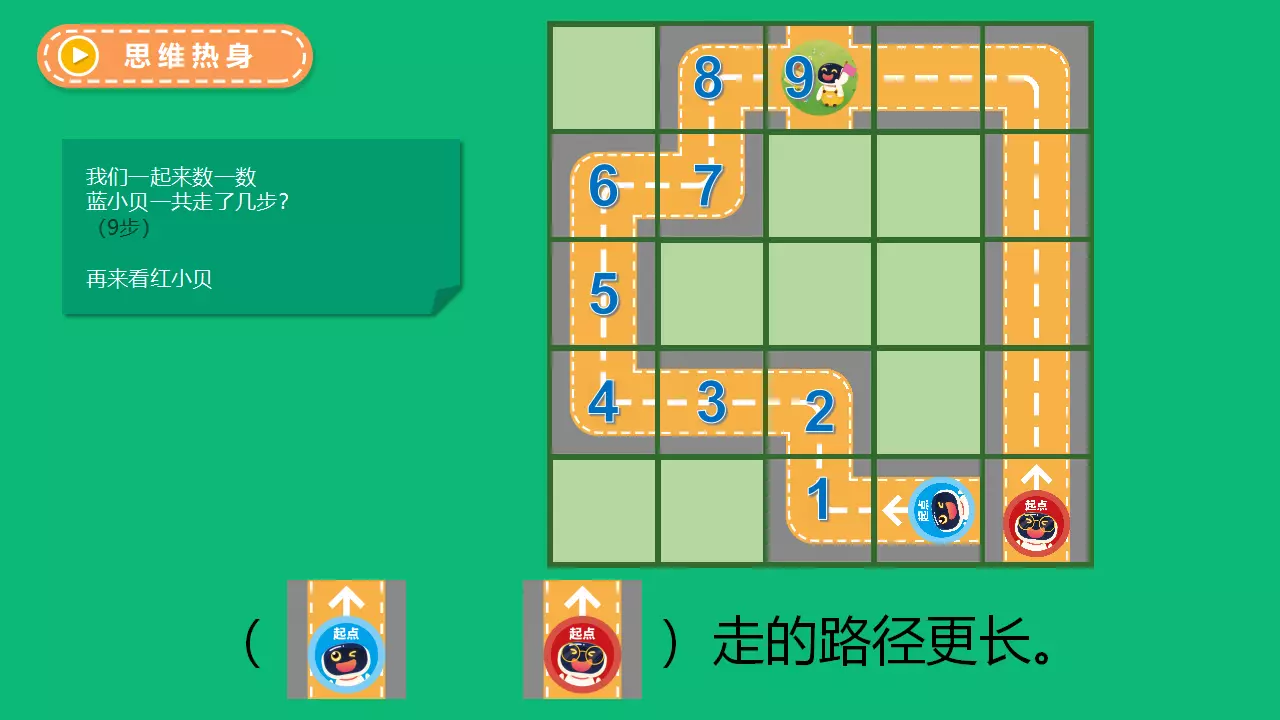 思维热身
我们一起来数一数
蓝小贝一共走了几步？
（9步）
再来看红小贝
8 9
6 7
5
4 3 2
1 起点 起点
（ 起点 起点 ）走的路径更长。